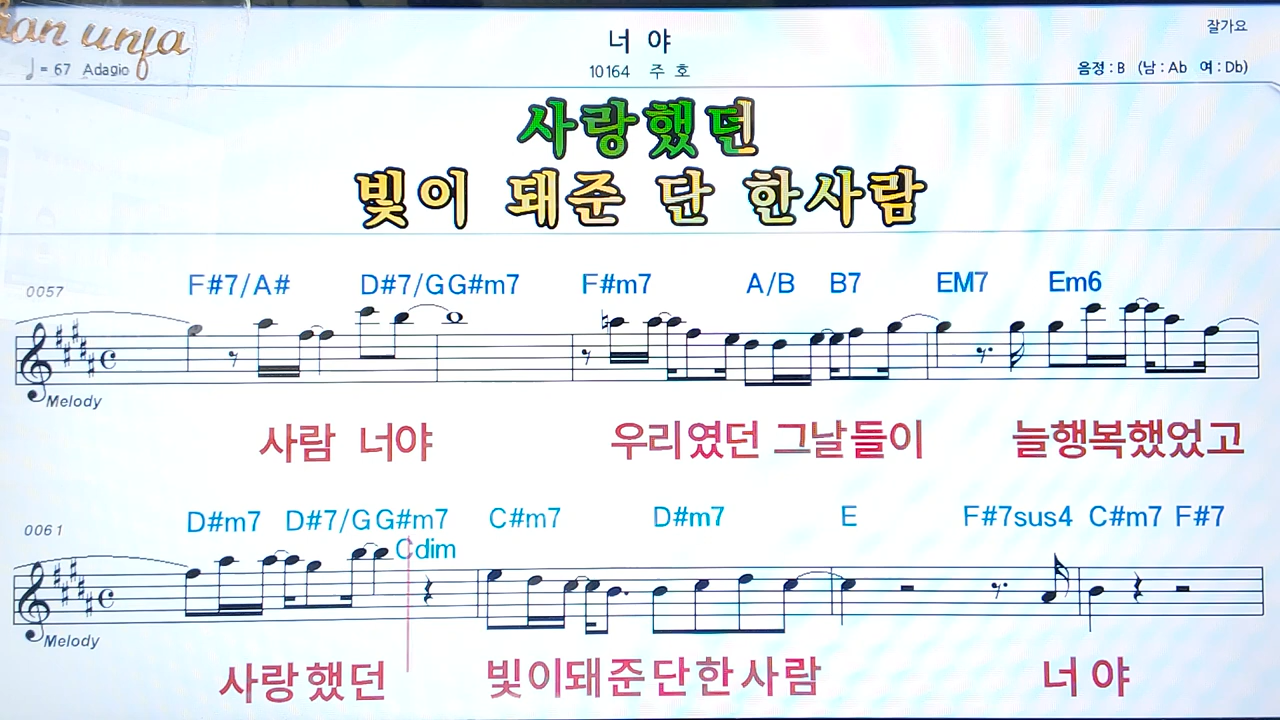 unja
너 야
잘가요
♩= 67 Adagio
10164 주 호
음정 : B (남 : Ab 여 : Db)
사랑했던
빛이 돼준 단 한사람
0057
F#7/A# D#7/G G#m7 F#m7 A/B B7 EM7 Em6
Melody
사람 너야 우리였던 그날들이 늘행복했었고
0061
D#m7 D#7/G G#m7 C#m7 D#m7 E F#7sus4 C#m7 F#7
Cdim
Melody
사랑했던 빛이돼준단한사람 너야